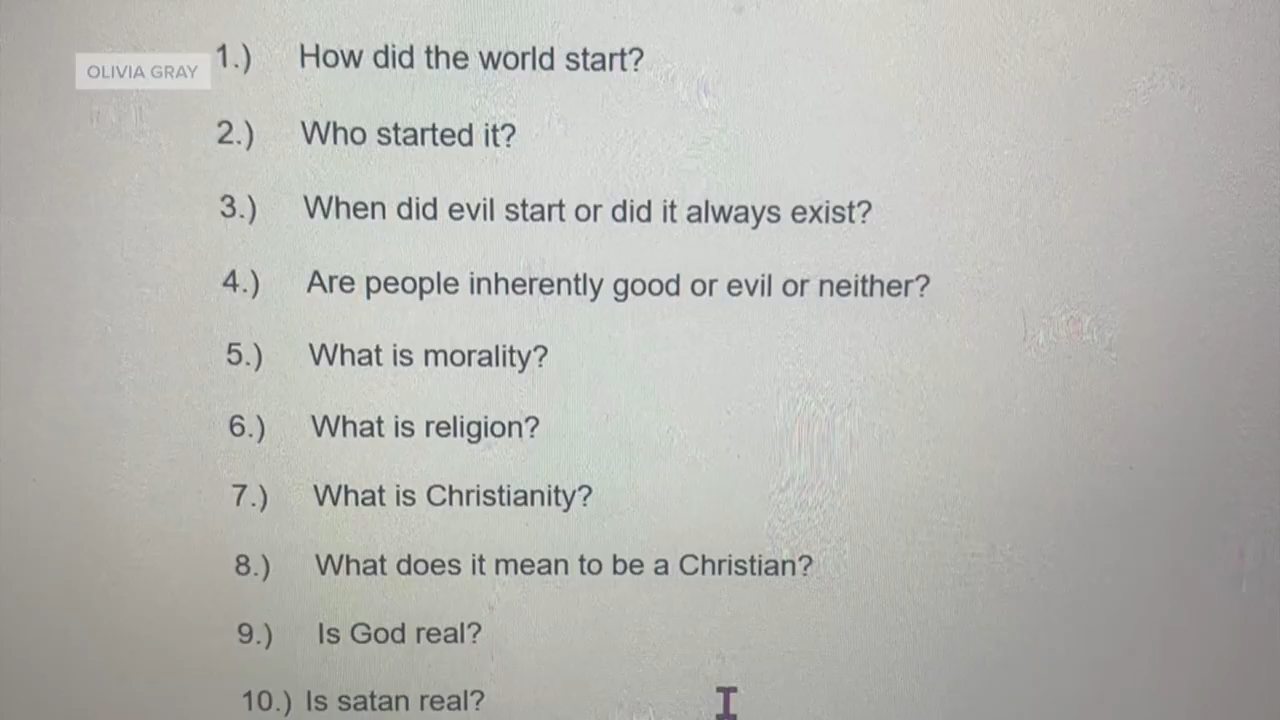 OLIVIA GRAY
1.) How did the world start?
2.) Who started it?
3.) When did evil start or did it always exist?
4.) Are people inherently good or evil or neither?
5.) What is morality?
6.) What is religion?
7.) What is Christianity?
8.) What does it mean to be a Christian?
9.) Is God real?
10.) Is satan real?